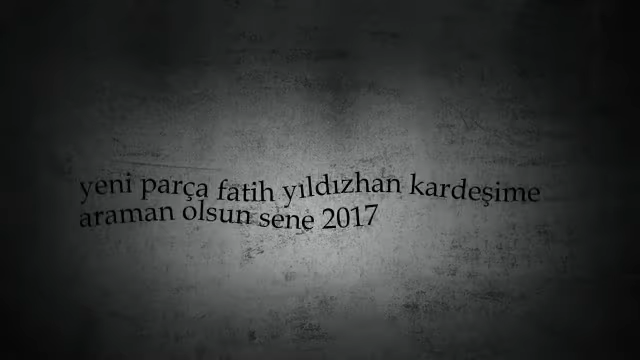 yeni parça fatih yıldızhan kardeşime
araman olsun sene 2017